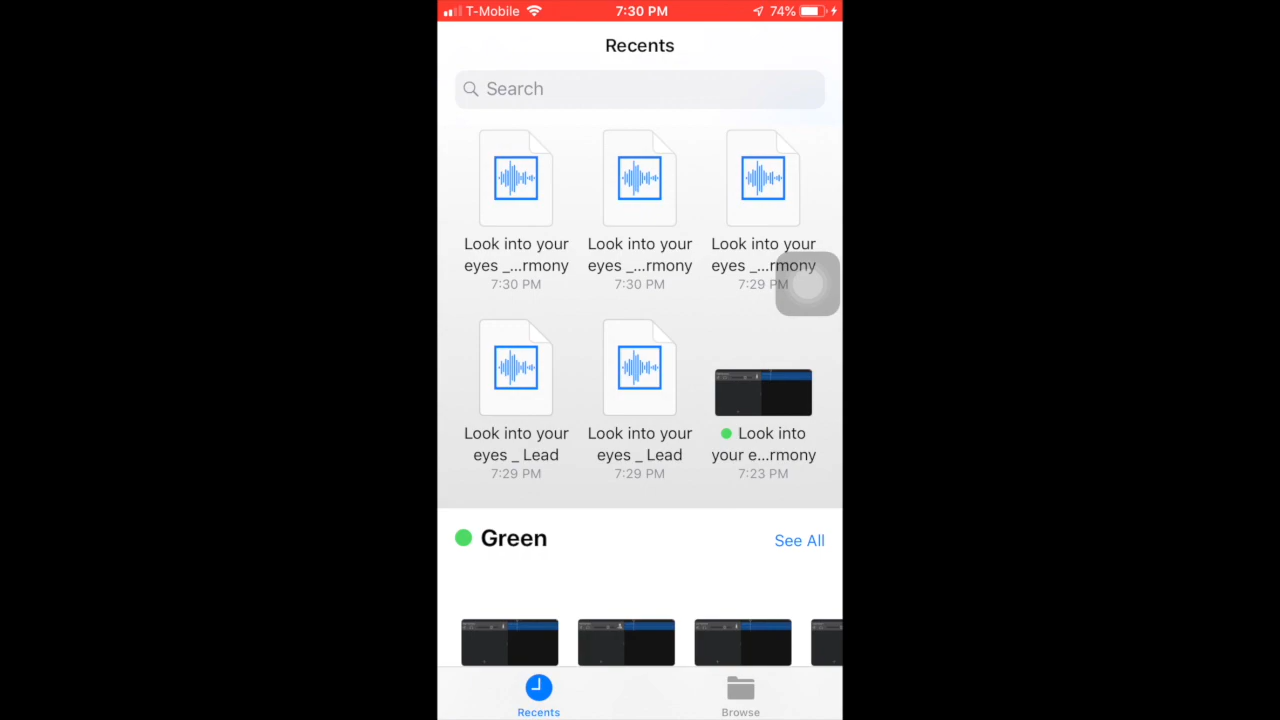 T-Mobile 7:30 PM 74%
Recents
Search
Look into your Look into your Look into your
eyes _...rmony eyes _...rmony eyes _...rmony
7:30 PM 7:30 PM 7:29 PM
Look into your Look into your Look into
eyes _ Lead eyes _ Lead your e...rmony
7:29 PM 7:29 PM 7:23 PM
Green See All
Recents Browse